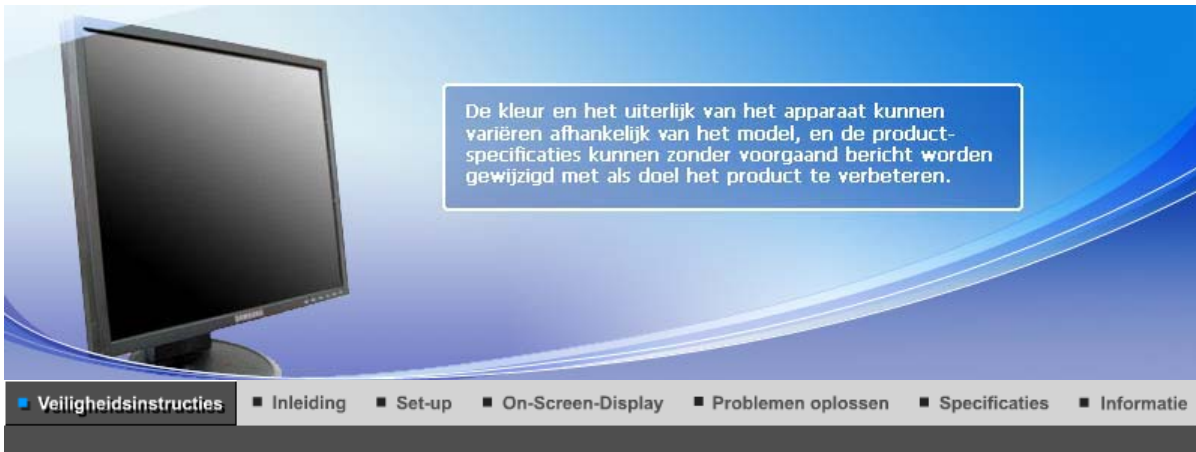 De kleur en het uiterlijk van het apparaat kunnen
variëren afhankelijk van het model, en de product-
specificaties kunnen zonder voorgaand bericht worden
gewijzigd met als doel het product te verbeteren.
SAMSUNG
Veiligheidsinstructies Inleiding Set-up On-Screen-Display Problemen oplossen Specificaties Informatie